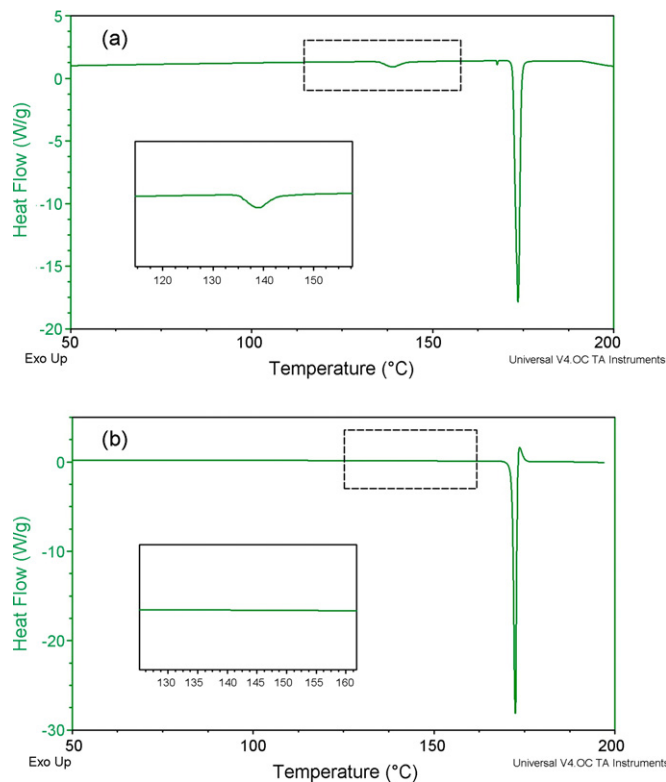 (a)
5
0
-5
-10
-15
-20
Heat Flow (W/g)
120 130 140 150
50 100 150 200
Exo Up
Temperature (°C)
Universal V4.OC TA Instruments
(b)
0
-10
-20
-30
Heat Flow (W/g)
130 135 140 145 150 155 160
50 100 150 200
Exo Up
Temperature (°C)
Universal V4.OC TA Instruments